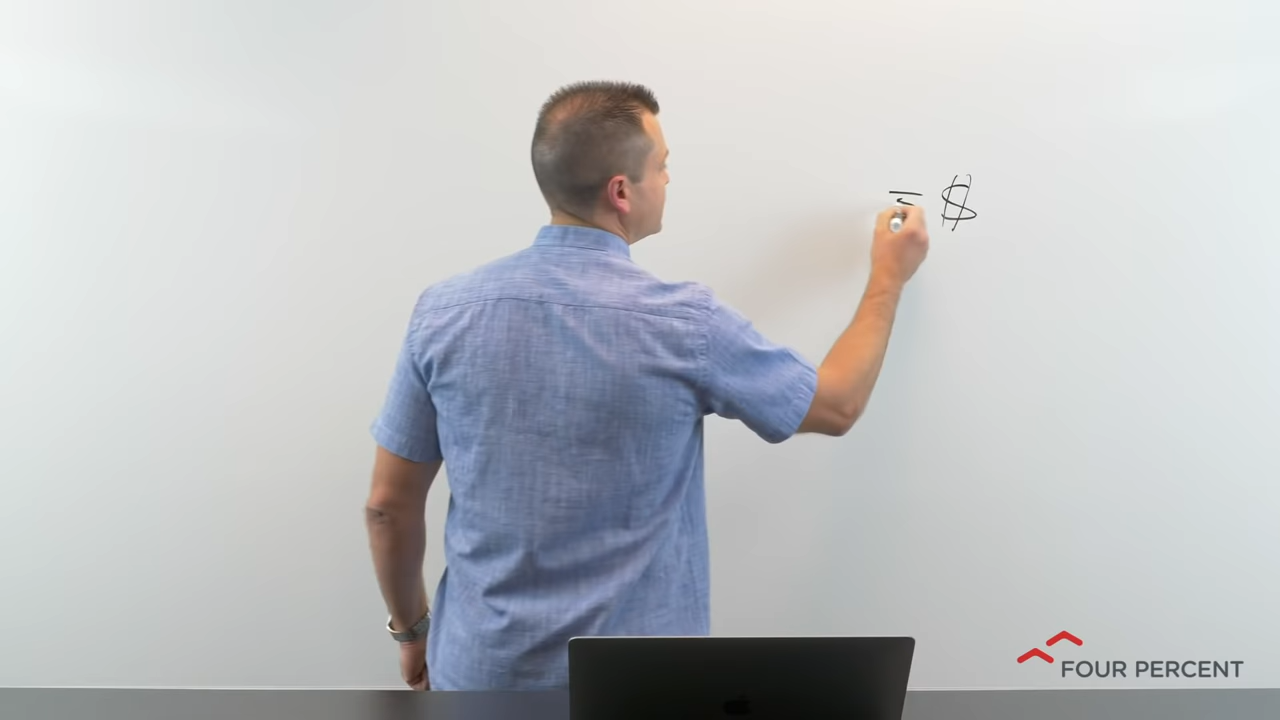 = $
FOUR PERCENT